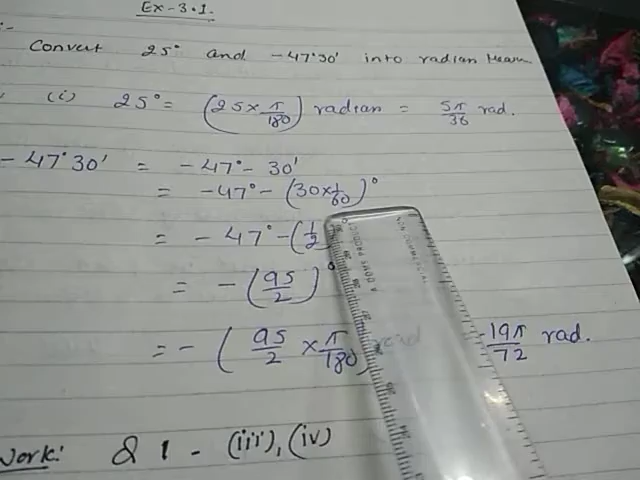 Ex-3.1.
Convert 25° and -47°30' into radian Meas
(i) 25° = (25×π/180) radian = 5π/36 rad.
-47°30' = -47°-30'
= -47°-(30×1/60)°
= -47°-(1/2)
= -(95/2)°
= -(95/2 × π/180) rad -19π/72 rad.
Work: Q 1 - (iii), (iv)